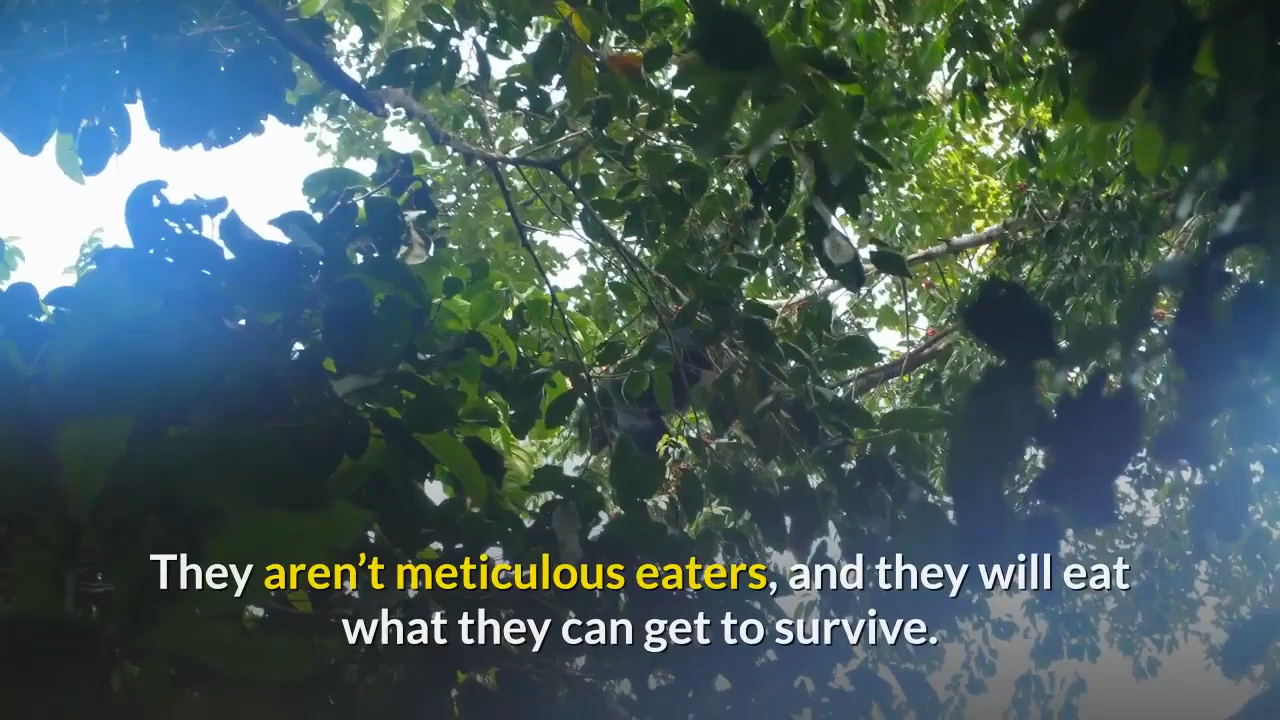 They aren’t meticulous eaters, and they will eat
what they can get to survive.